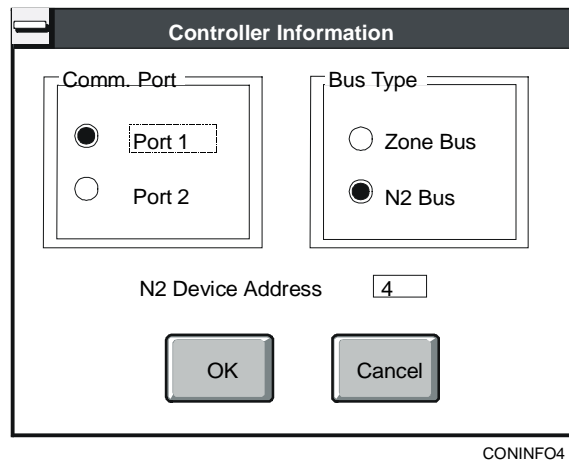 Controller Information
Comm. Port
Bus Type
Port 1
Zone Bus
Port 2
N2 Bus
N2 Device Address 4
OK
Cancel
CONINFO4